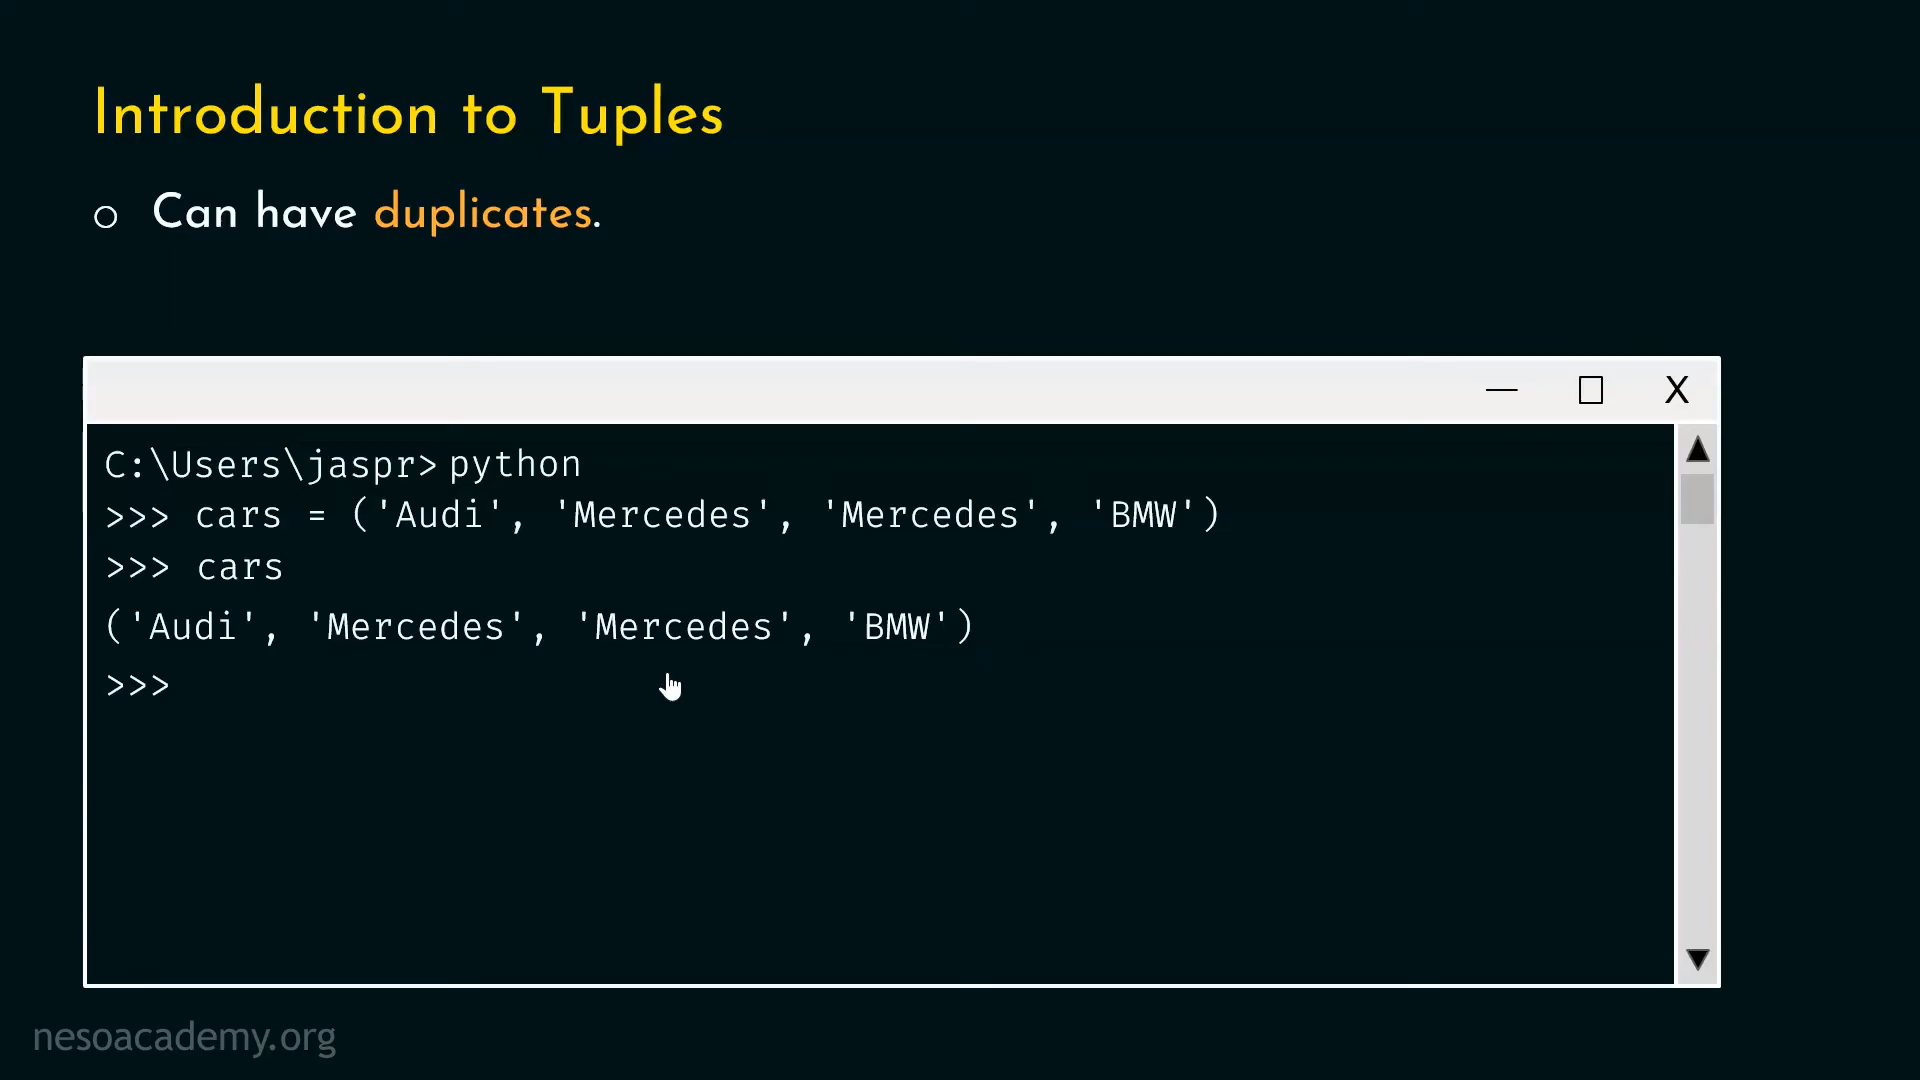 Introduction to Tuples
○ Can have duplicates.
X
C:\Users\jaspr> python
>>> cars = ('Audi', 'Mercedes', 'Mercedes', 'BMW')
>>> cars
('Audi', 'Mercedes', 'Mercedes', 'BMW')
>>>
nesoacademy.org